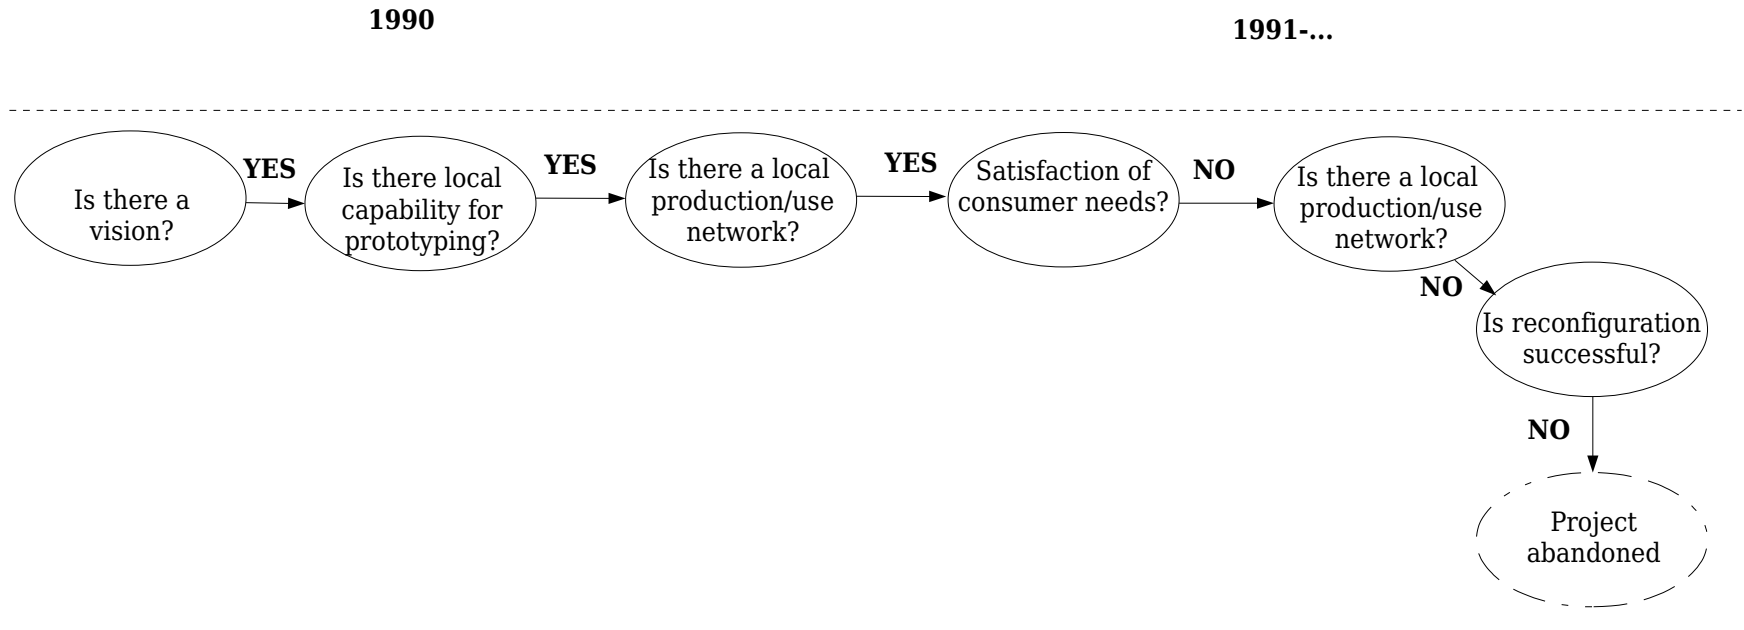 1990
1991-...
Is there a
vision?
YES
Is there local
capability for
prototyping?
YES
Is there a local
production/use
network?
YES
Satisfaction of
consumer needs?
NO
Is there a local
production/use
network?
NO
Is reconfiguration
successful?
NO
Project
abandoned